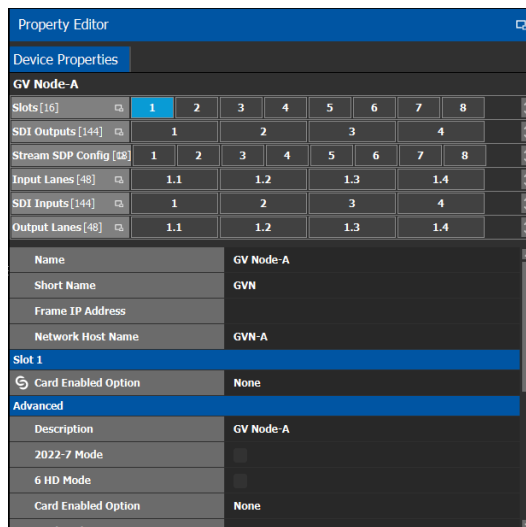 Property Editor
Device Properties
GV Node-A
Slots [16] 1 2 3 4 5 6 7 8
SDI Outputs [144] 1 2 3 4
Stream SDP Config [48] 1 2 3 4 5 6 7 8
Input Lanes [48] 1.1 1.2 1.3 1.4
SDI Inputs [144] 1 2 3 4
Output Lanes [48] 1.1 1.2 1.3 1.4
Name GV Node-A
Short Name GVN
Frame IP Address
Network Host Name GVN-A
Slot 1
Card Enabled Option None
Advanced
Description GV Node-A
2022-7 Mode
6 HD Mode
Card Enabled Option None